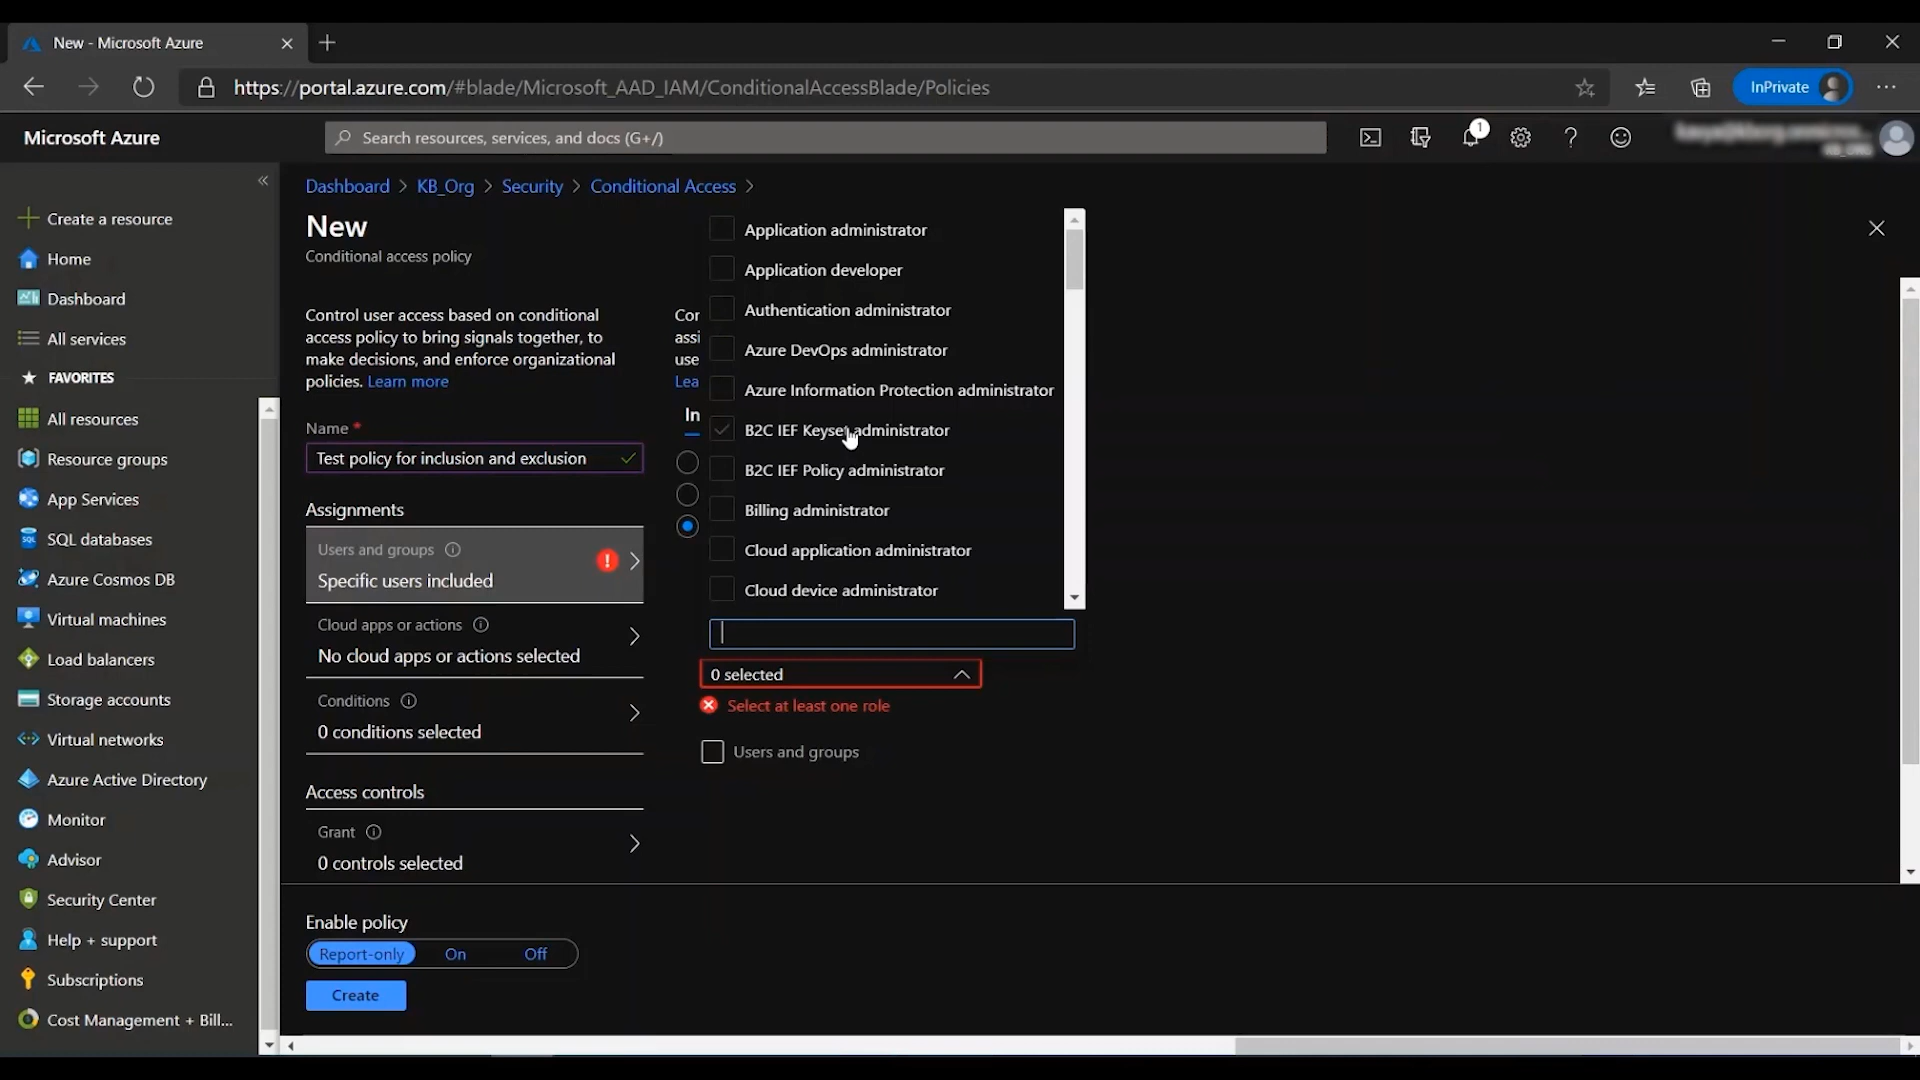 New - Microsoft Azure
https://portal.azure.com/#blade/Microsoft_AAD_IAM/ConditionalAccessBlade/Policies
InPrivate
Microsoft Azure
Search resources, services, and docs (G+/)
1
Create a resource
Home
Dashboard
All services
FAVORITES
All resources
Resource groups
App Services
SQL
SQL databases
Azure Cosmos DB
Virtual machines
Load balancers
Storage accounts
Virtual networks
Azure Active Directory
Monitor
Advisor
Security Center
Help + support
Subscriptions
Cost Management + Bill...
Dashboard > KB_Org > Security > Conditional Access >
New
Conditional access policy
Control user access based on conditional
access policy to bring signals together, to
make decisions, and enforce organizational
policies. Learn more
Name *
Test policy for inclusion and exclusion
Assignments
Users and groups
Specific users included
Cloud apps or actions
No cloud apps or actions selected
Conditions
0 conditions selected
Access controls
Grant
0 controls selected
Enable policy
Report-only On Off
Create
Cor
assi
use
Lea
In
Application administrator
Application developer
Authentication administrator
Azure DevOps administrator
Azure Information Protection administrator
B2C IEF Keyset administrator
B2C IEF Policy administrator
Billing administrator
Cloud application administrator
Cloud device administrator
0 selected
Select at least one role
Users and groups